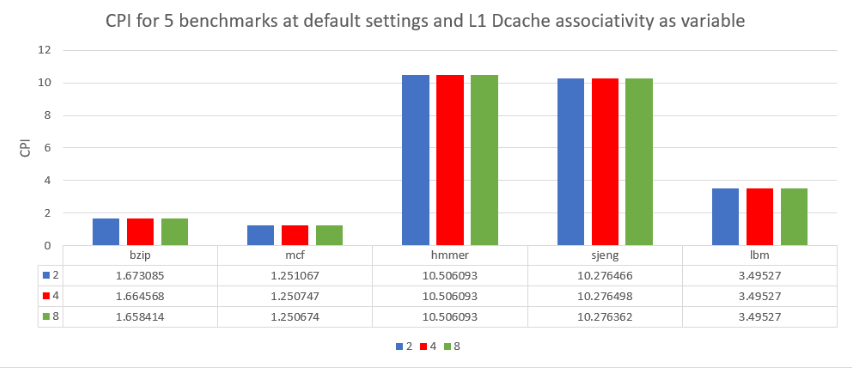 CPI for 5 benchmarks at default settings and L1 Dcache associativity as variable
12
10
8
6
4
2
0
CPI
bzip mcf hmmer sjeng lbm
2 1.673085 1.251067 10.506093 10.276466 3.49527
4 1.664568 1.250747 10.506093 10.276498 3.49527
8 1.658414 1.250674 10.506093 10.276362 3.49527
2 4 8